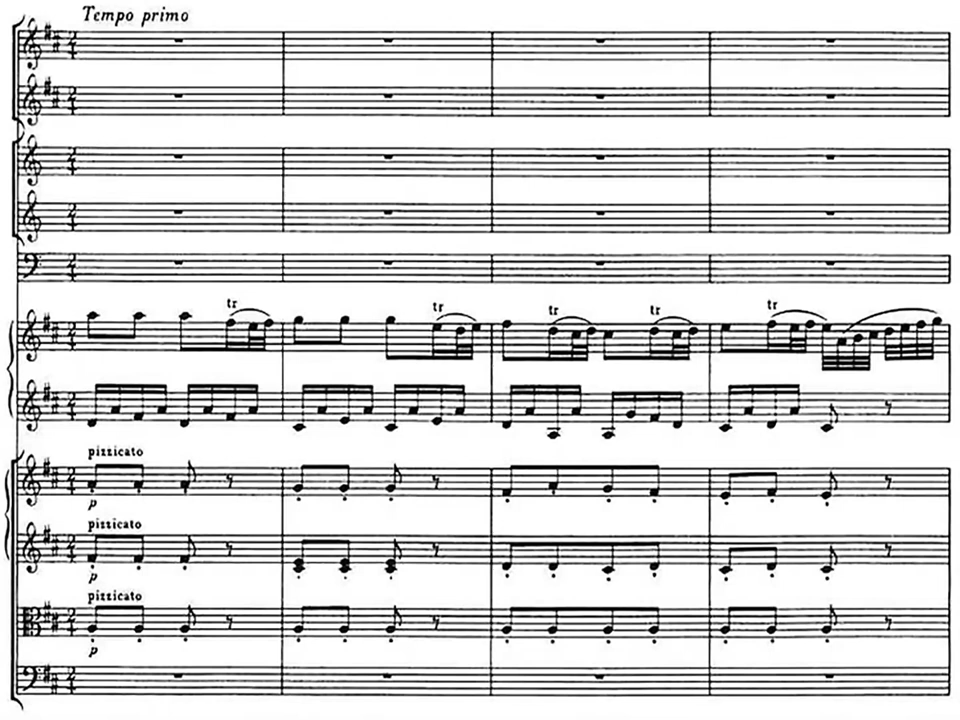 Tempo primo
tr tr tr tr tr
pizzicato
p
pizzicato
p
pizzicato
p